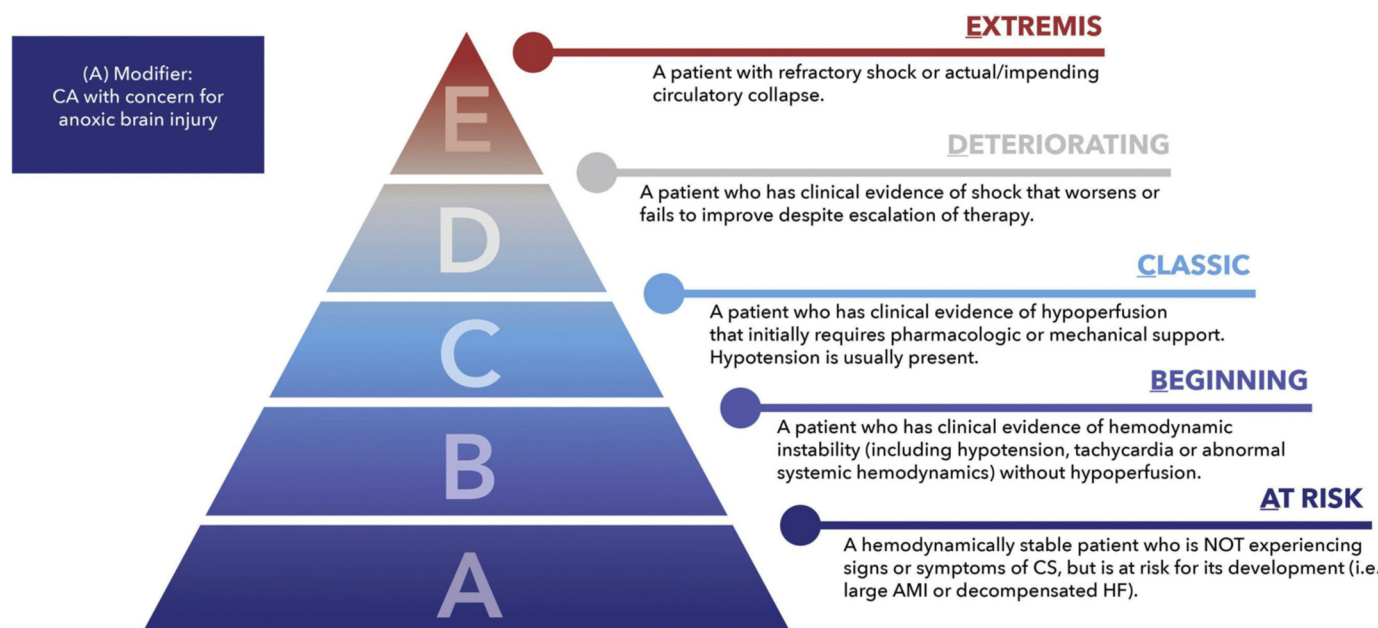 (A) Modifier:
CA with concern for
anoxic brain injury
E
EXTREMIS
A patient with refractory shock or actual/impending
circulatory collapse.
D
DETERIORATING
A patient who has clinical evidence of shock that worsens or
fails to improve despite escalation of therapy.
C
CLASSIC
A patient who has clinical evidence of hypoperfusion
that initially requires pharmacologic or mechanical support.
Hypotension is usually present.
B
BEGINNING
A patient who has clinical evidence of hemodynamic
instability (including hypotension, tachycardia or abnormal
systemic hemodynamics) without hypoperfusion.
A
AT RISK
A hemodynamically stable patient who is NOT experiencing
signs or symptoms of CS, but is at risk for its development (i.e.
large AMI or decompensated HF).